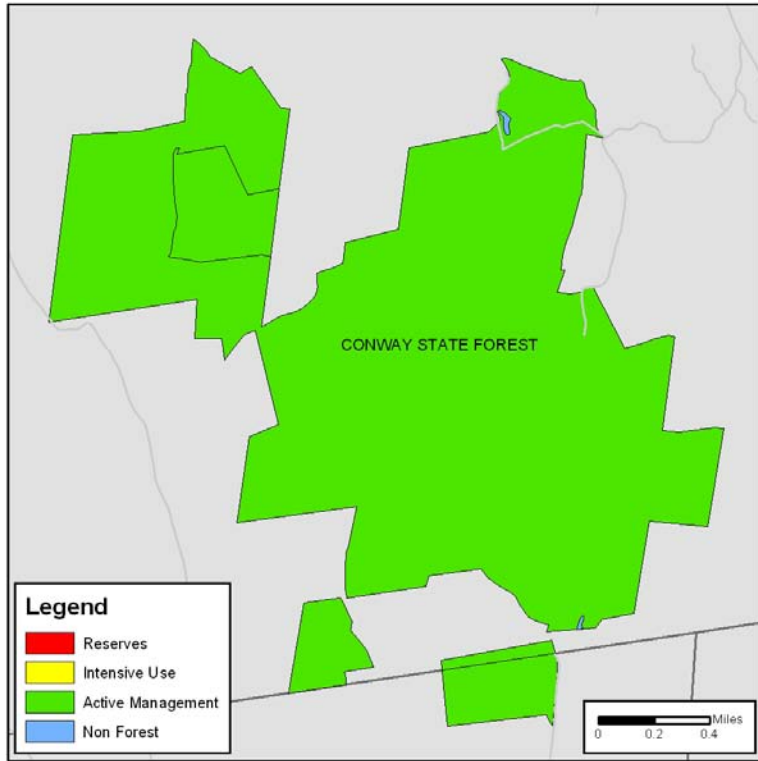 CONWAY STATE FOREST
Legend
Reserves
Intensive Use
Active Management
Non Forest
Miles
0 0.2 0.4